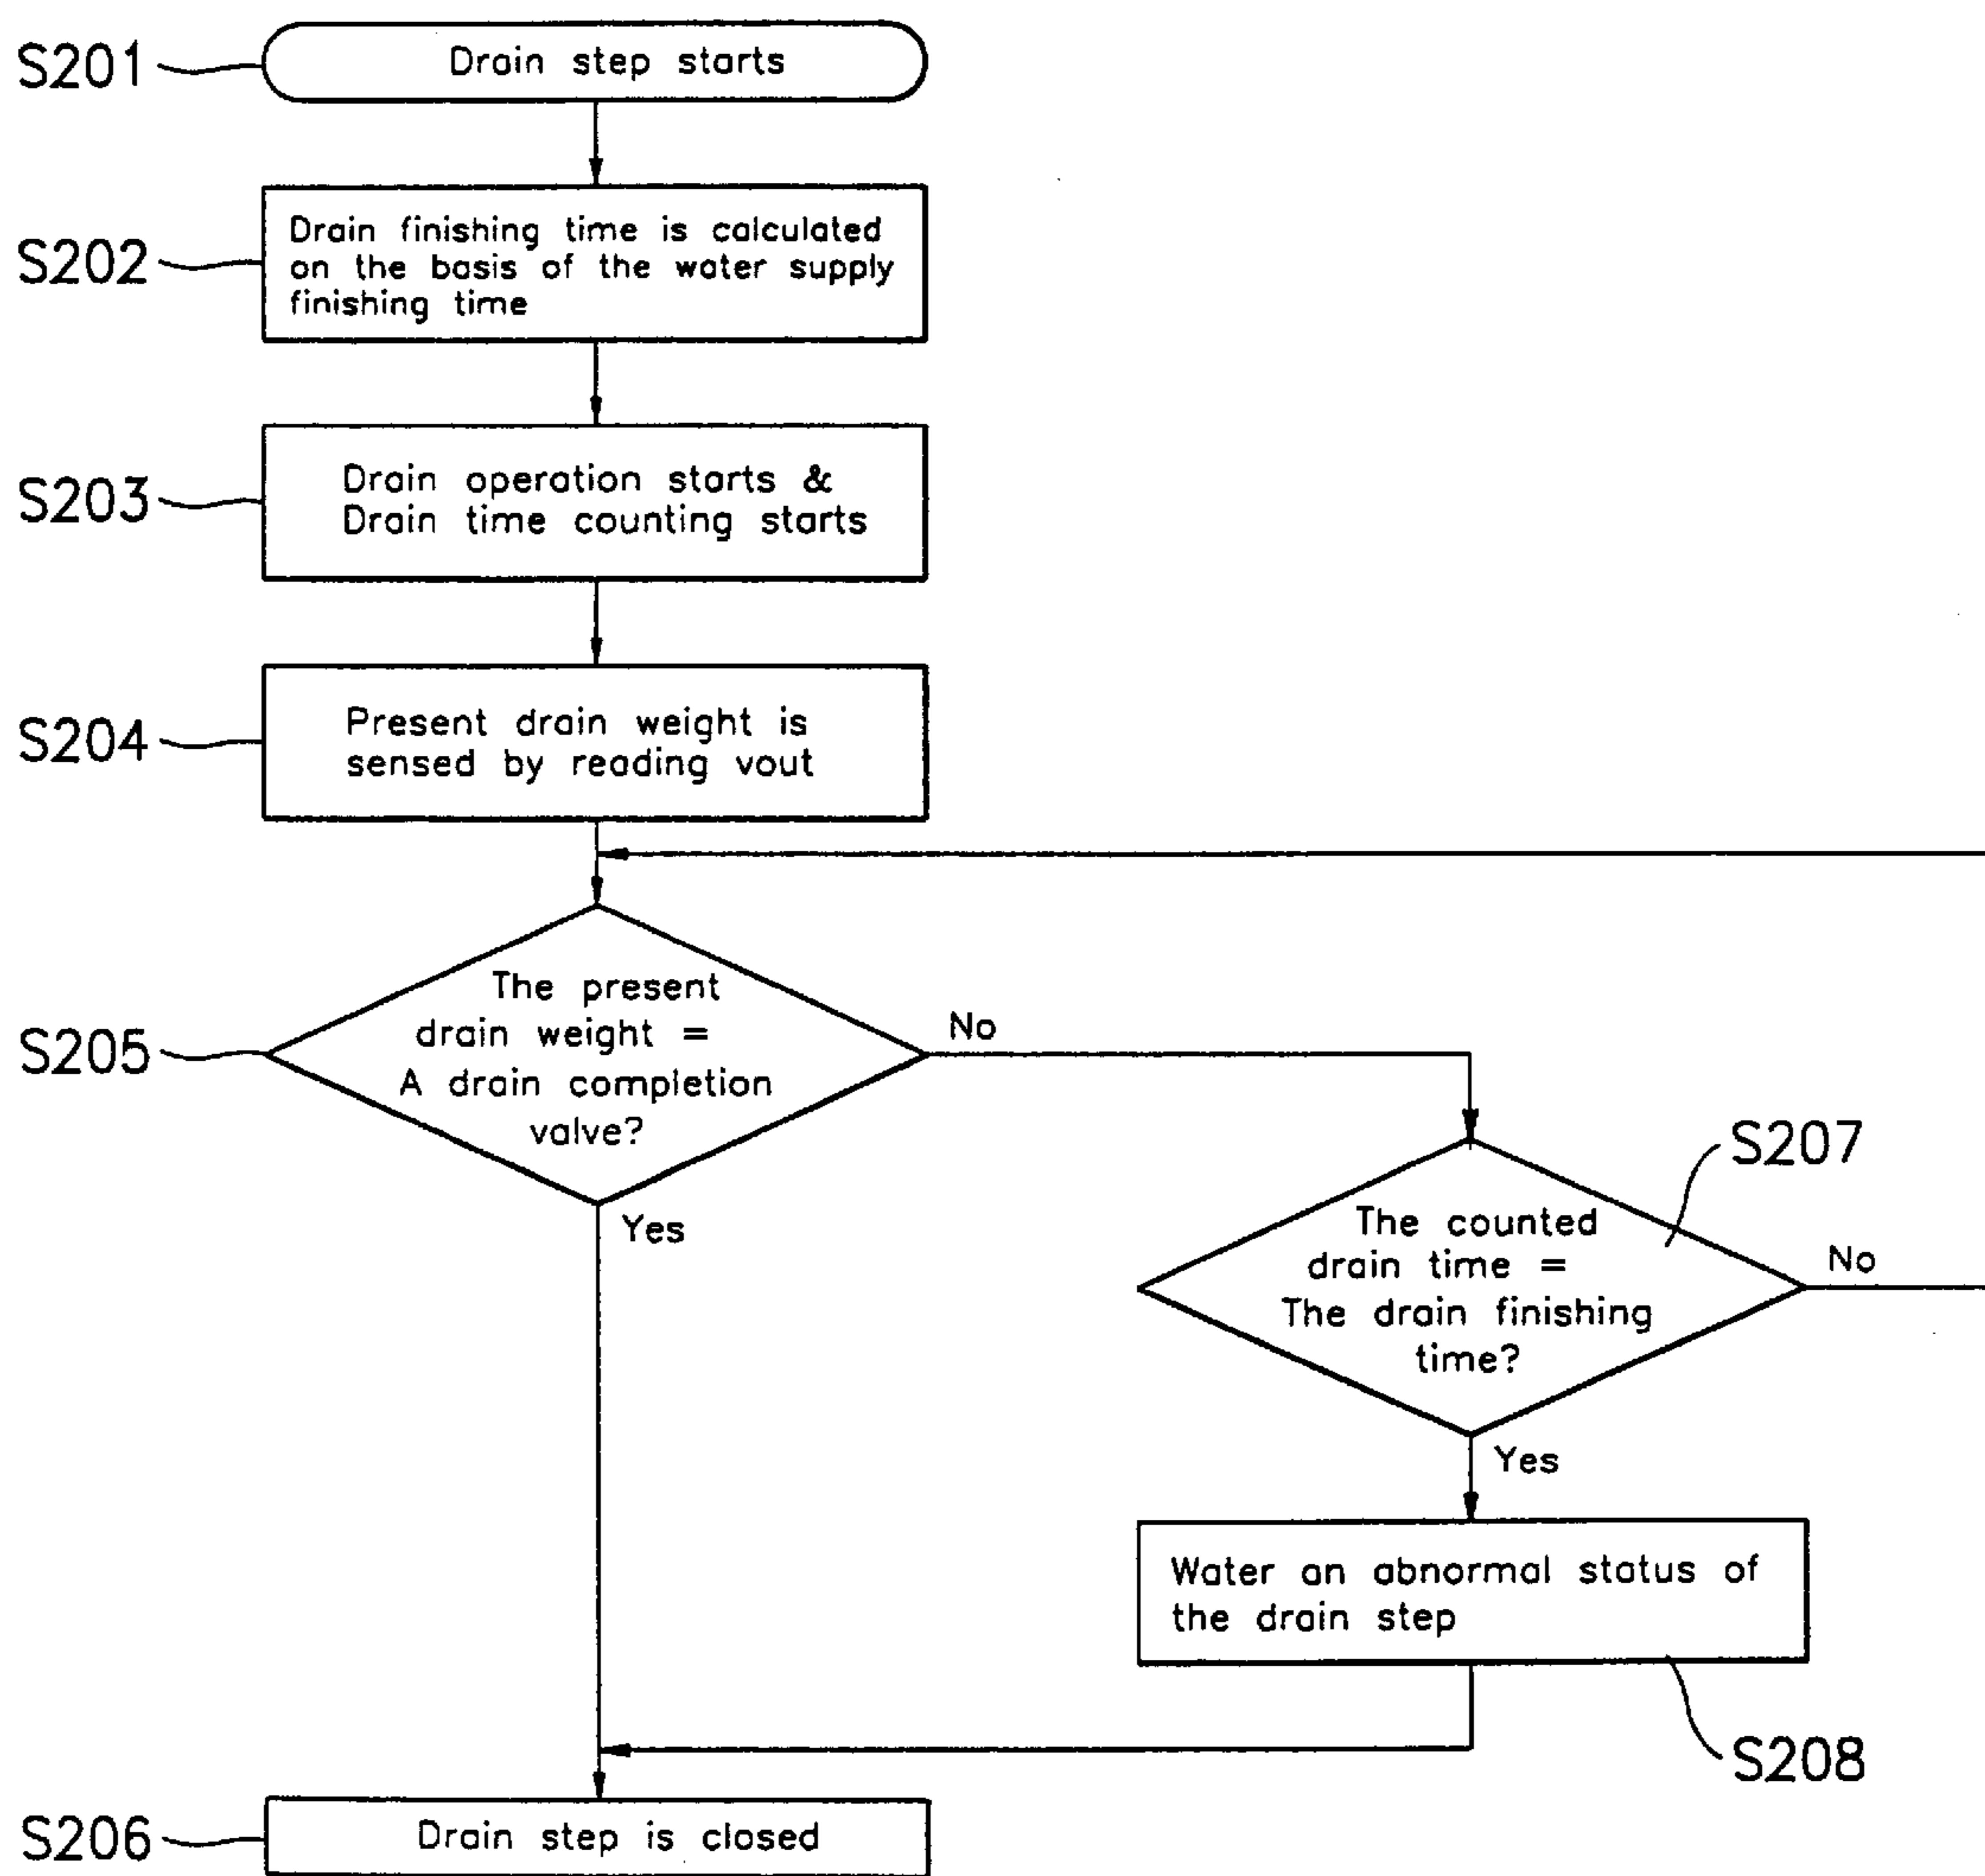 S201
Drain step starts
S202
Drain finishing time is calculated
on the basis of the water supply
finishing time
S203
Drain operation starts &
Drain time counting starts
S204
Present drain weight is
sensed by reading vout
S205
The present
drain weight =
A drain completion
valve?
No
Yes
S207
The counted
drain time =
The drain finishing
time?
No
Yes
Water an abnormal status of
the drain step
S208
S206
Drain step is closed